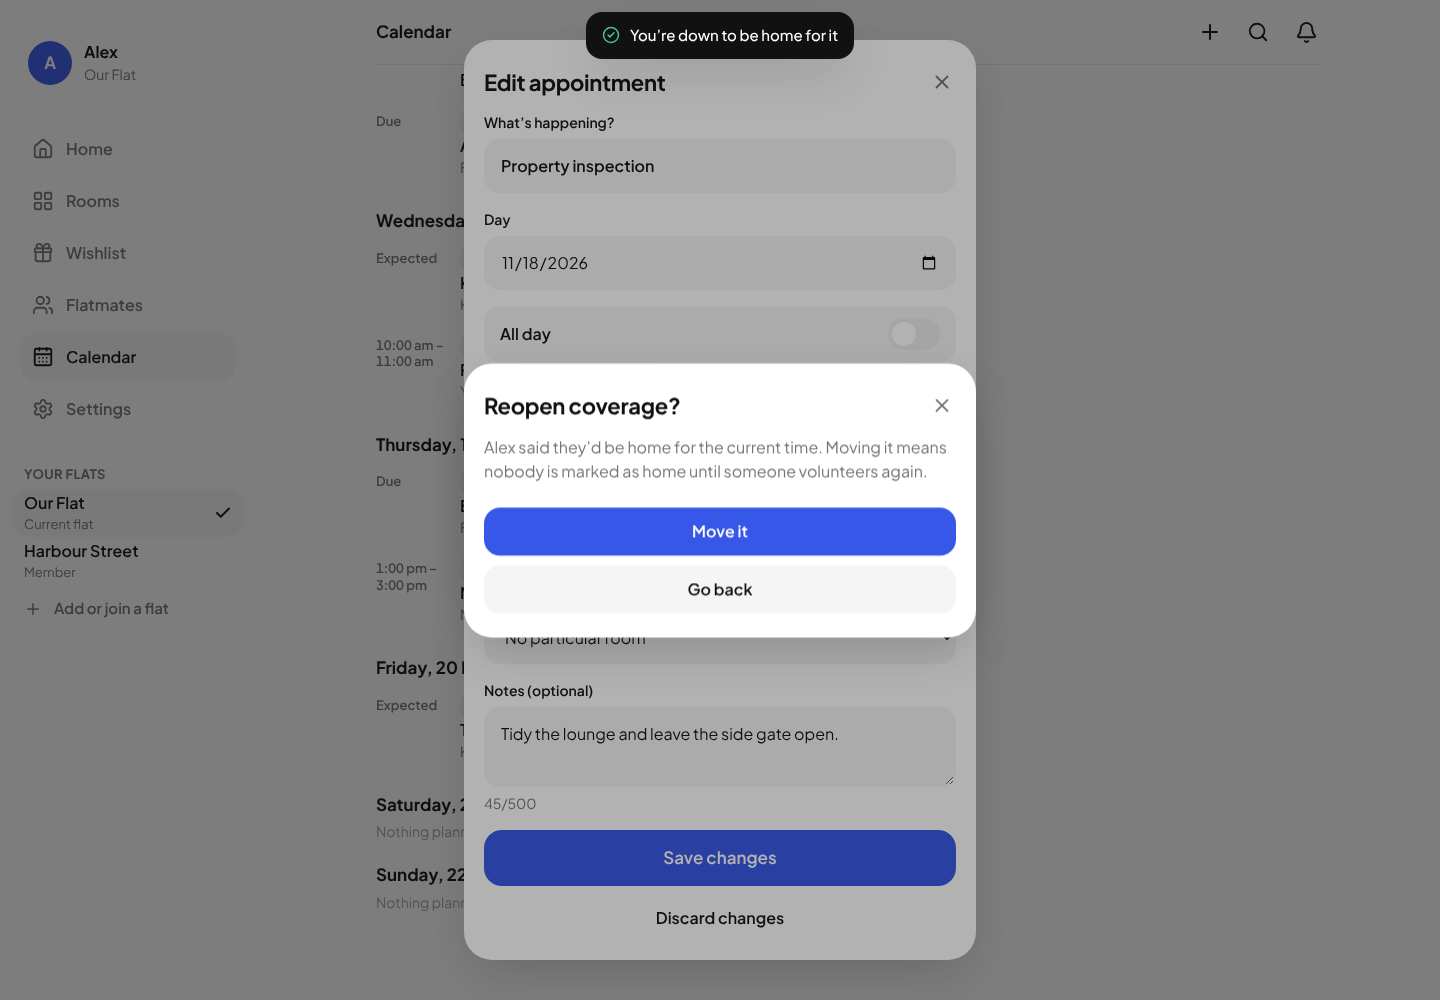 You're down to be home for it
A
Alex
Our Flat
Home
Rooms
Wishlist
Flatmates
Calendar
Settings
YOUR FLATS
Our Flat
Current flat
Harbour Street
Member
Add or join a flat
Calendar
Due
Wednesda
Expected
10:00 am –
11:00 am
Thursday,
Due
1:00 pm –
3:00 pm
Friday, 20
Expected
Saturday,
Nothing plann
Sunday, 22
Nothing plann
Edit appointment
What's happening?
Property inspection
Day
11/18/2026
All day
Reopen coverage?
Alex said they'd be home for the current time. Moving it means
nobody is marked as home until someone volunteers again.
Move it
Go back
No particular room
Notes (optional)
Tidy the lounge and leave the side gate open.
45/500
Save changes
Discard changes